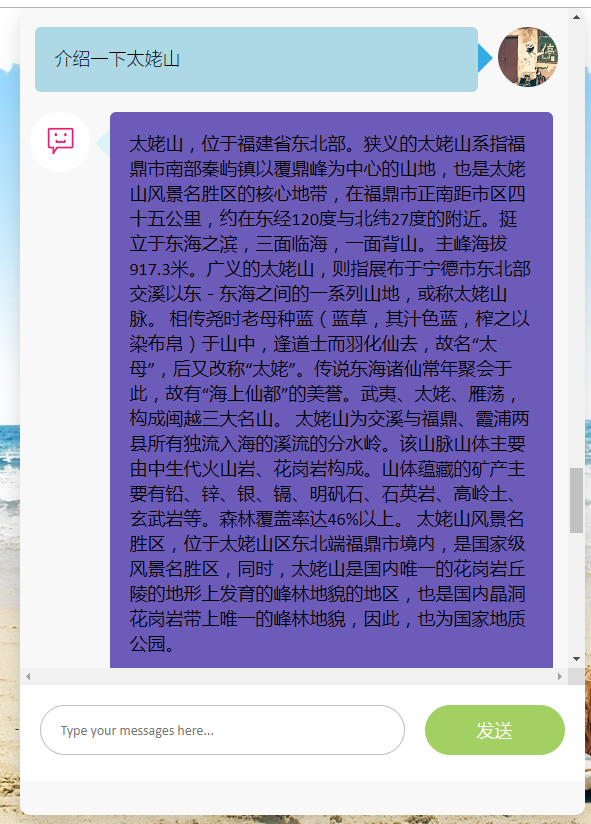 介绍一下太姥山
停
太姥山，位于福建省东北部。狭义的太姥山系指福
鼎市南部秦屿镇以覆鼎峰为中心的山地，也是太姥
山风景名胜区的核心地带，在福鼎市正南距市区四
十五公里，约在东经120度与北纬27度的附近。挺
立于东海之滨，三面临海，一面背山。主峰海拔
917.3米。广义的太姥山，则指展布于宁德市东北部
交溪以东－东海之间的一系列山地，或称太姥山
脉。 相传尧时老母种蓝（蓝草，其汁色蓝，榨之以
染布帛）于山中，逢道士而羽化仙去，故名“太
母”，后又改称“太姥”。传说东海诸仙常年聚会于
此，故有“海上仙都”的美誉。武夷、太姥、雁荡，
构成闽越三大名山。 太姥山为交溪与福鼎、霞浦两
县所有独流入海的溪流的分水岭。该山脉山体主要
由中生代火山岩、花岗岩构成。山体蕴藏的矿产主
要有铅、锌、银、镉、明矾石、石英岩、高岭土、
玄武岩等。森林覆盖率达46%以上。 太姥山风景名
胜区，位于太姥山区东北端福鼎市境内，是国家级
风景名胜区，同时，太姥山是国内唯一的花岗岩丘
陵的地形上发育的峰林地貌的地区，也是国内晶洞
花岗岩带上唯一的峰林地貌，因此，也为国家地质
公园。
Type your messages here...
发送